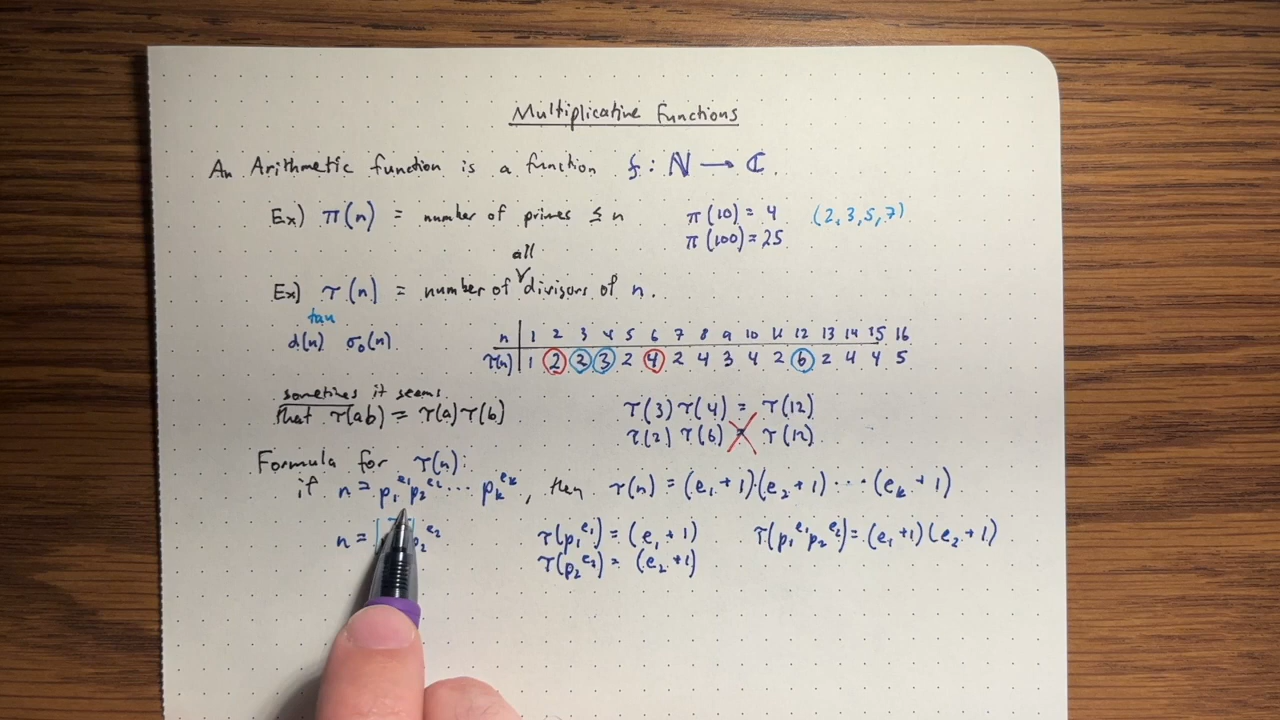 Multiplicative Functions
An Arithmetic function is a function f : ℕ → ℂ.
Ex) π(n) = number of primes ≤ n π(10) = 4 (2,3,5,7)
π(100) = 25
all
Ex) τ(n) = number of ∨ divisors of n.
tau
d(n) σ₀(n)
n | 1 2 3 4 5 6 7 8 9 10 11 12 13 14 15 16
τ(n) | 1 2 2 3 2 4 2 4 3 4 2 6 2 4 4 5
sometimes it seems
that τ(ab) = τ(a)τ(b)
τ(3)τ(4) = τ(12)
τ(2) τ(6) = τ(12)
Formula for τ(n):
if n = p₁^e₁ p₂^e₂ ... pₖ^eₖ, then τ(n) = (e₁+1)·(e₂+1) ... (eₖ+1)
n = p₂^e₂ τ(p₁^e₁) = (e₁+1) τ(p₁^e₁ p₂^e₂) = (e₁+1)(e₂+1)
τ(p₂^e₂) = (e₂+1)